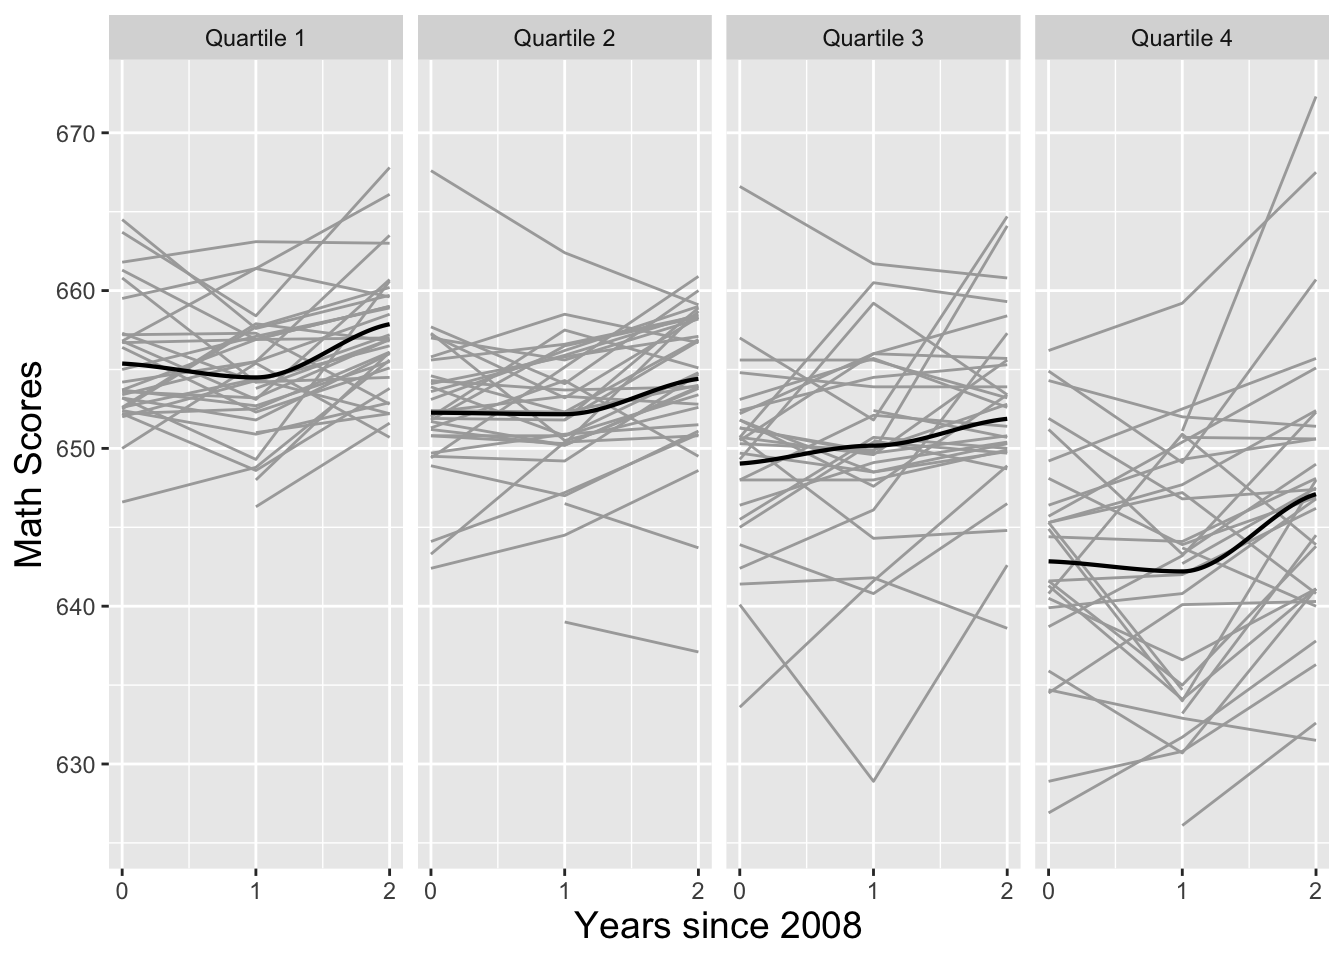 Quartile 1 Quartile 2 Quartile 3 Quartile 4
670
660
650
640
630
Math Scores
0 1 2 0 1 2 0 1 2 0 1 2
Years since 2008